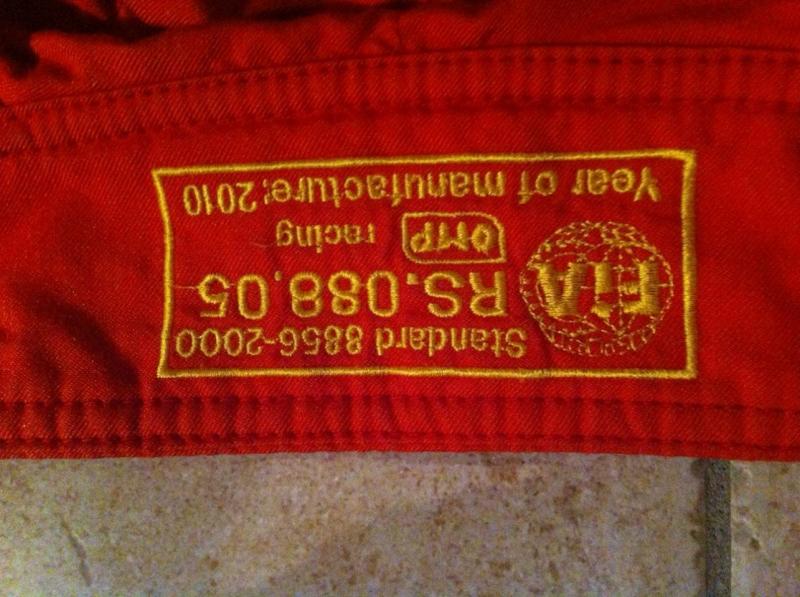 Standard 8856-2000
FIA RS.088.05
OMP racing
Year of manufacture: 2010